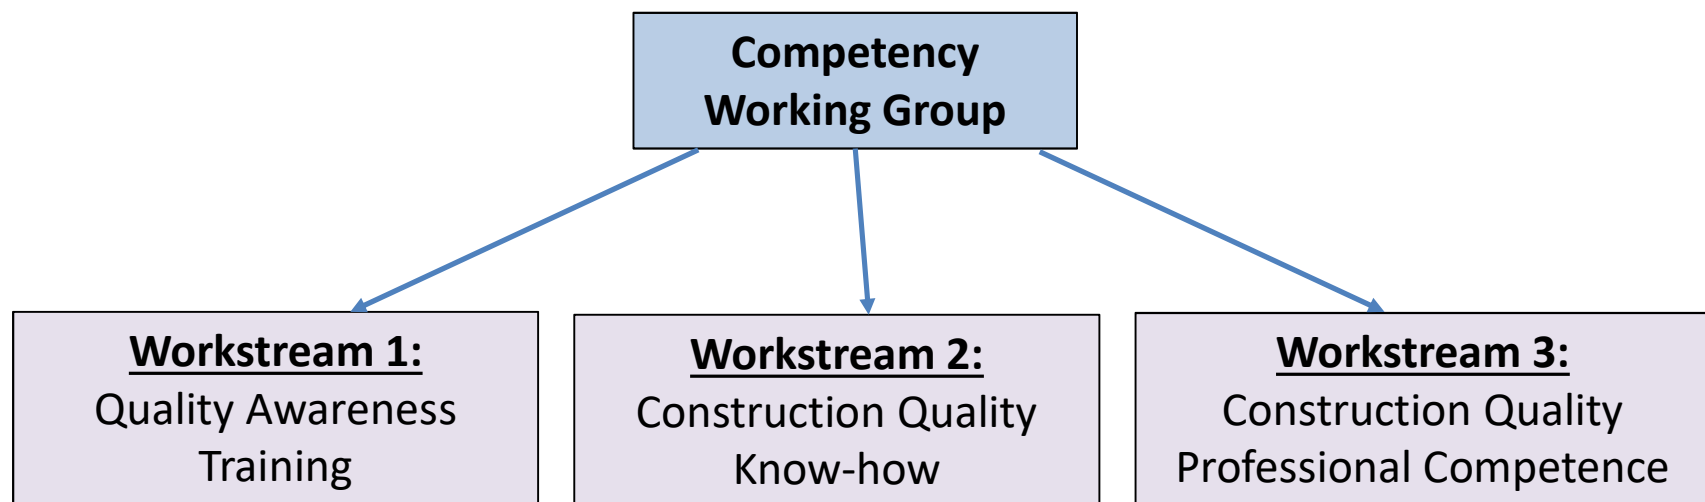 Competency
Working Group
Workstream 1:
Quality Awareness
Training
Workstream 2:
Construction Quality
Know-how
Workstream 3:
Construction Quality
Professional Competence